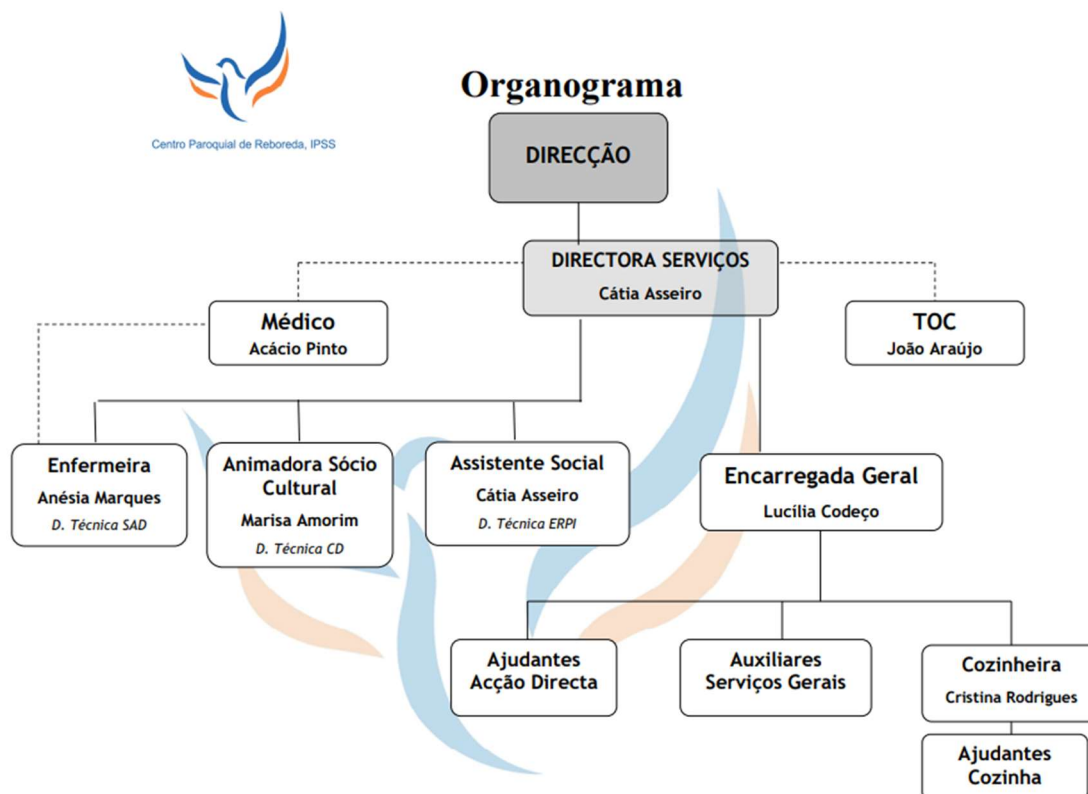 Centro Paroquial de Reboreda, IPSS
Organograma
DIRECÇÃO
DIRECTORA SERVIÇOS
Cátia Asseiro
Médico
Acácio Pinto
TOC
João Araújo
Enfermeira
Anésia Marques
D. Técnica SAD
Animadora Sócio
Cultural
Marisa Amorim
D. Técnica CD
Assistente Social
Cátia Asseiro
D. Técnica ERPI
Encarregada Geral
Lucília Codeço
Ajudantes
Acção Directa
Auxiliares
Serviços Gerais
Cozinheira
Cristina Rodrigues
Ajudantes
Cozinha